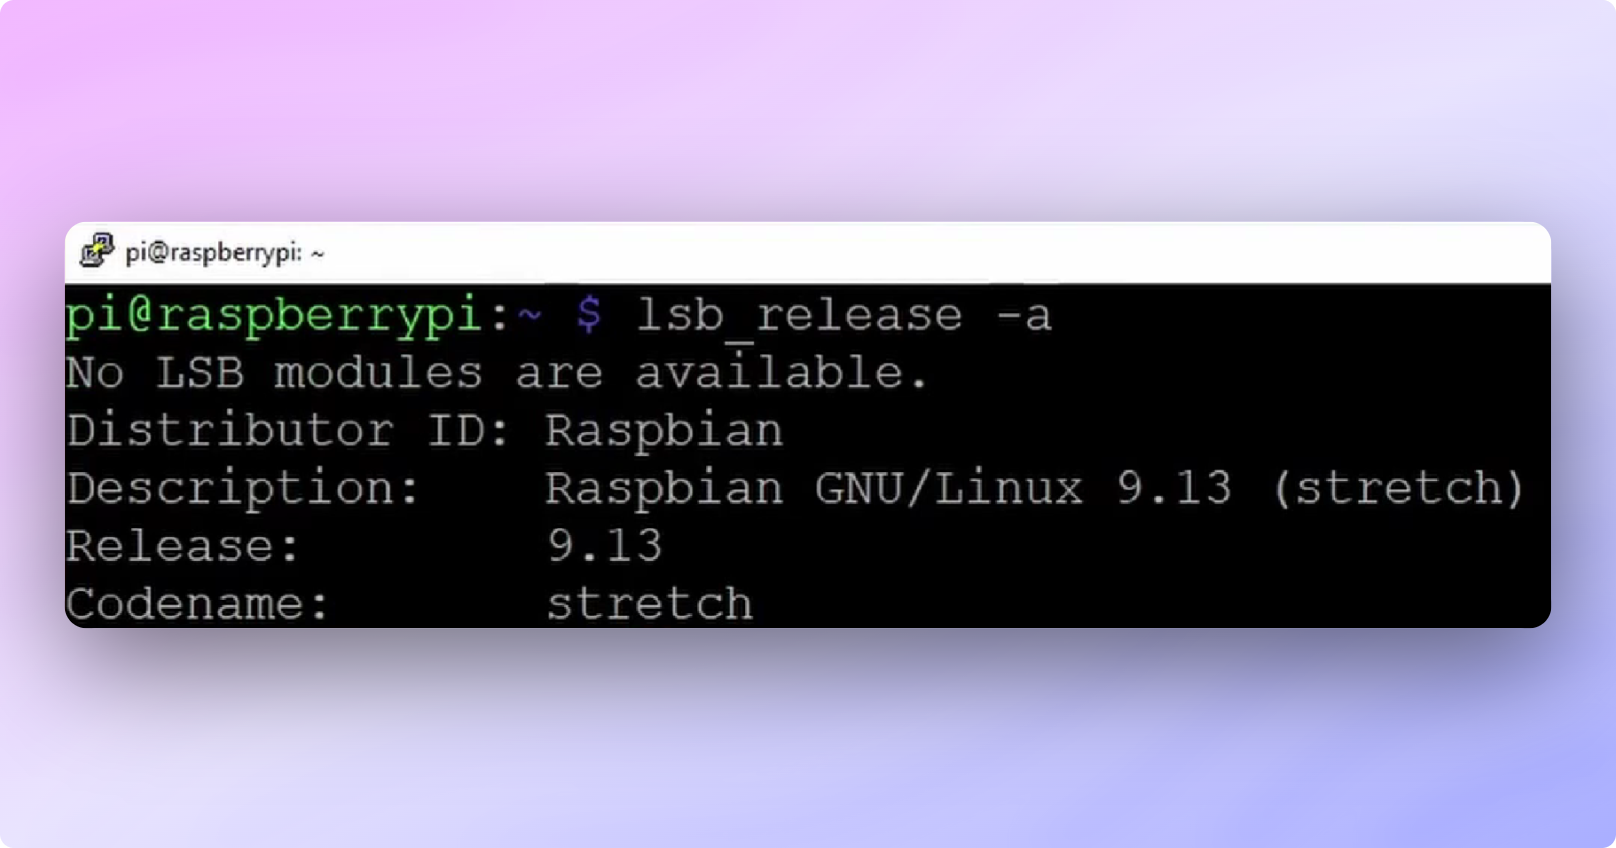 pi@raspberrypi: ~
pi@raspberrypi:~ $ lsb_release -a
No LSB modules are available.
Distributor ID: Raspbian
Description:    Raspbian GNU/Linux 9.13 (stretch)
Release:        9.13
Codename:       stretch